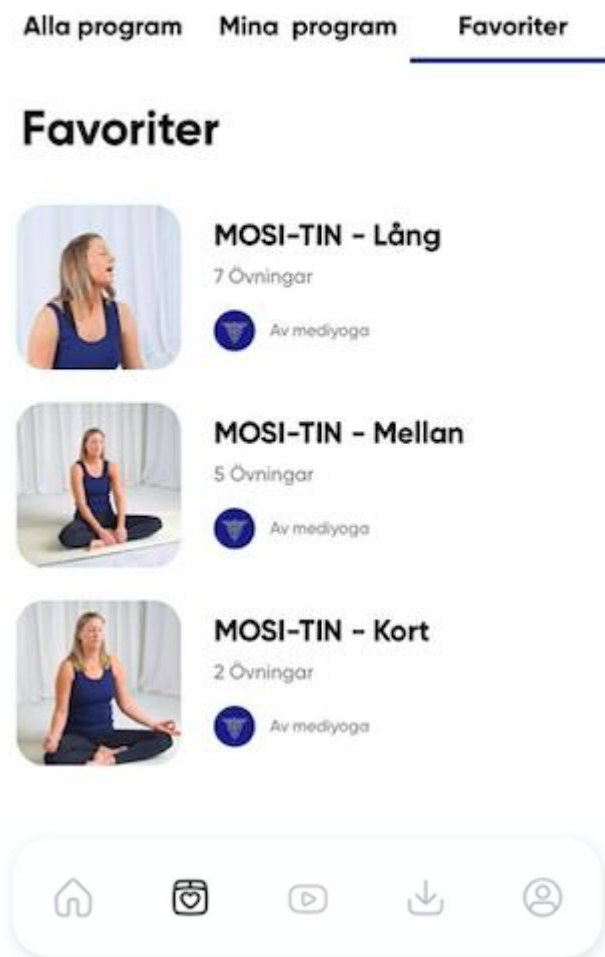 Alla program Mina program Favoriter
Favoriter
MOSI-TIN - Lång
7 Övningar
Av mediyoga
MOSI-TIN - Mellan
5 Övningar
Av mediyoga
MOSI-TIN - Kort
2 Övningar
Av mediyoga